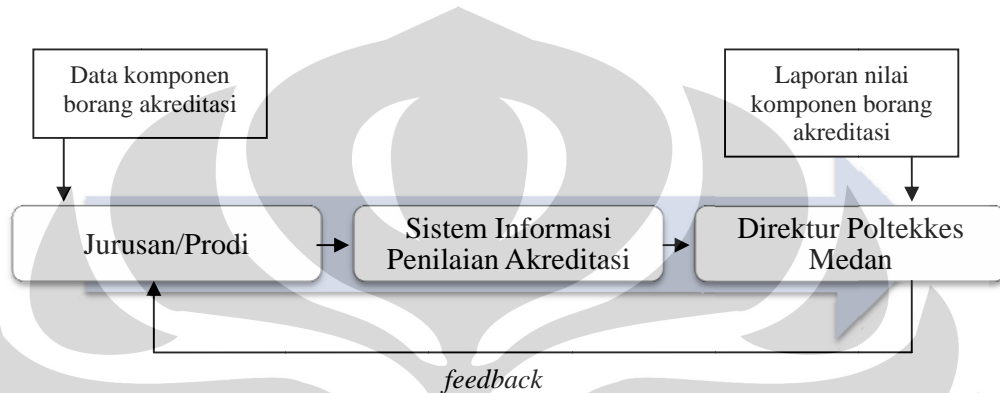 Data komponen
borang akreditasi
Laporan nilai
komponen borang
akreditasi
Jurusan/Prodi
Sistem Informasi
Penilaian Akreditasi
Direktur Poltekkes
Medan
feedback